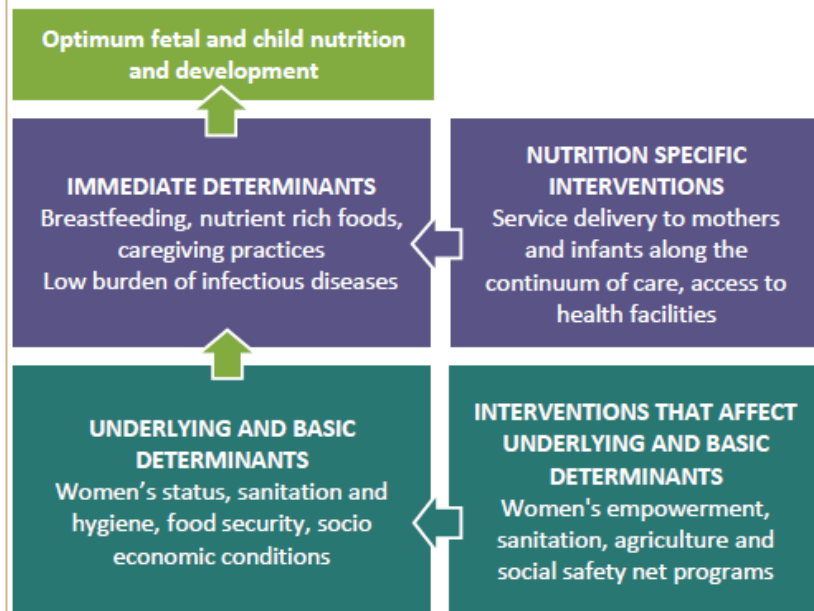 Optimum fetal and child nutrition
and development
IMMEDIATE DETERMINANTS
Breastfeeding, nutrient rich foods,
caregiving practices
Low burden of infectious diseases
NUTRITION SPECIFIC
INTERVENTIONS
Service delivery to mothers
and infants along the
continuum of care, access to
health facilities
UNDERLYING AND BASIC
DETERMINANTS
Women’s status, sanitation and
hygiene, food security, socio
economic conditions
INTERVENTIONS THAT AFFECT
UNDERLYING AND BASIC
DETERMINANTS
Women's empowerment,
sanitation, agriculture and
social safety net programs